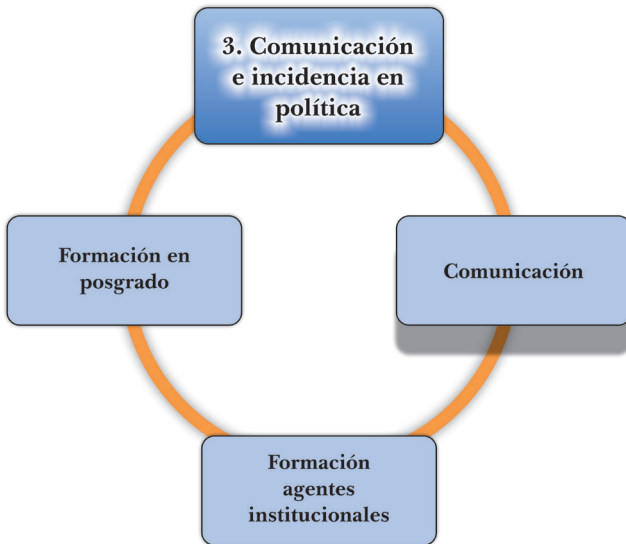 3. Comunicación
e incidencia en
política
Formación en
posgrado
Comunicación
Formación
agentes
institucionales